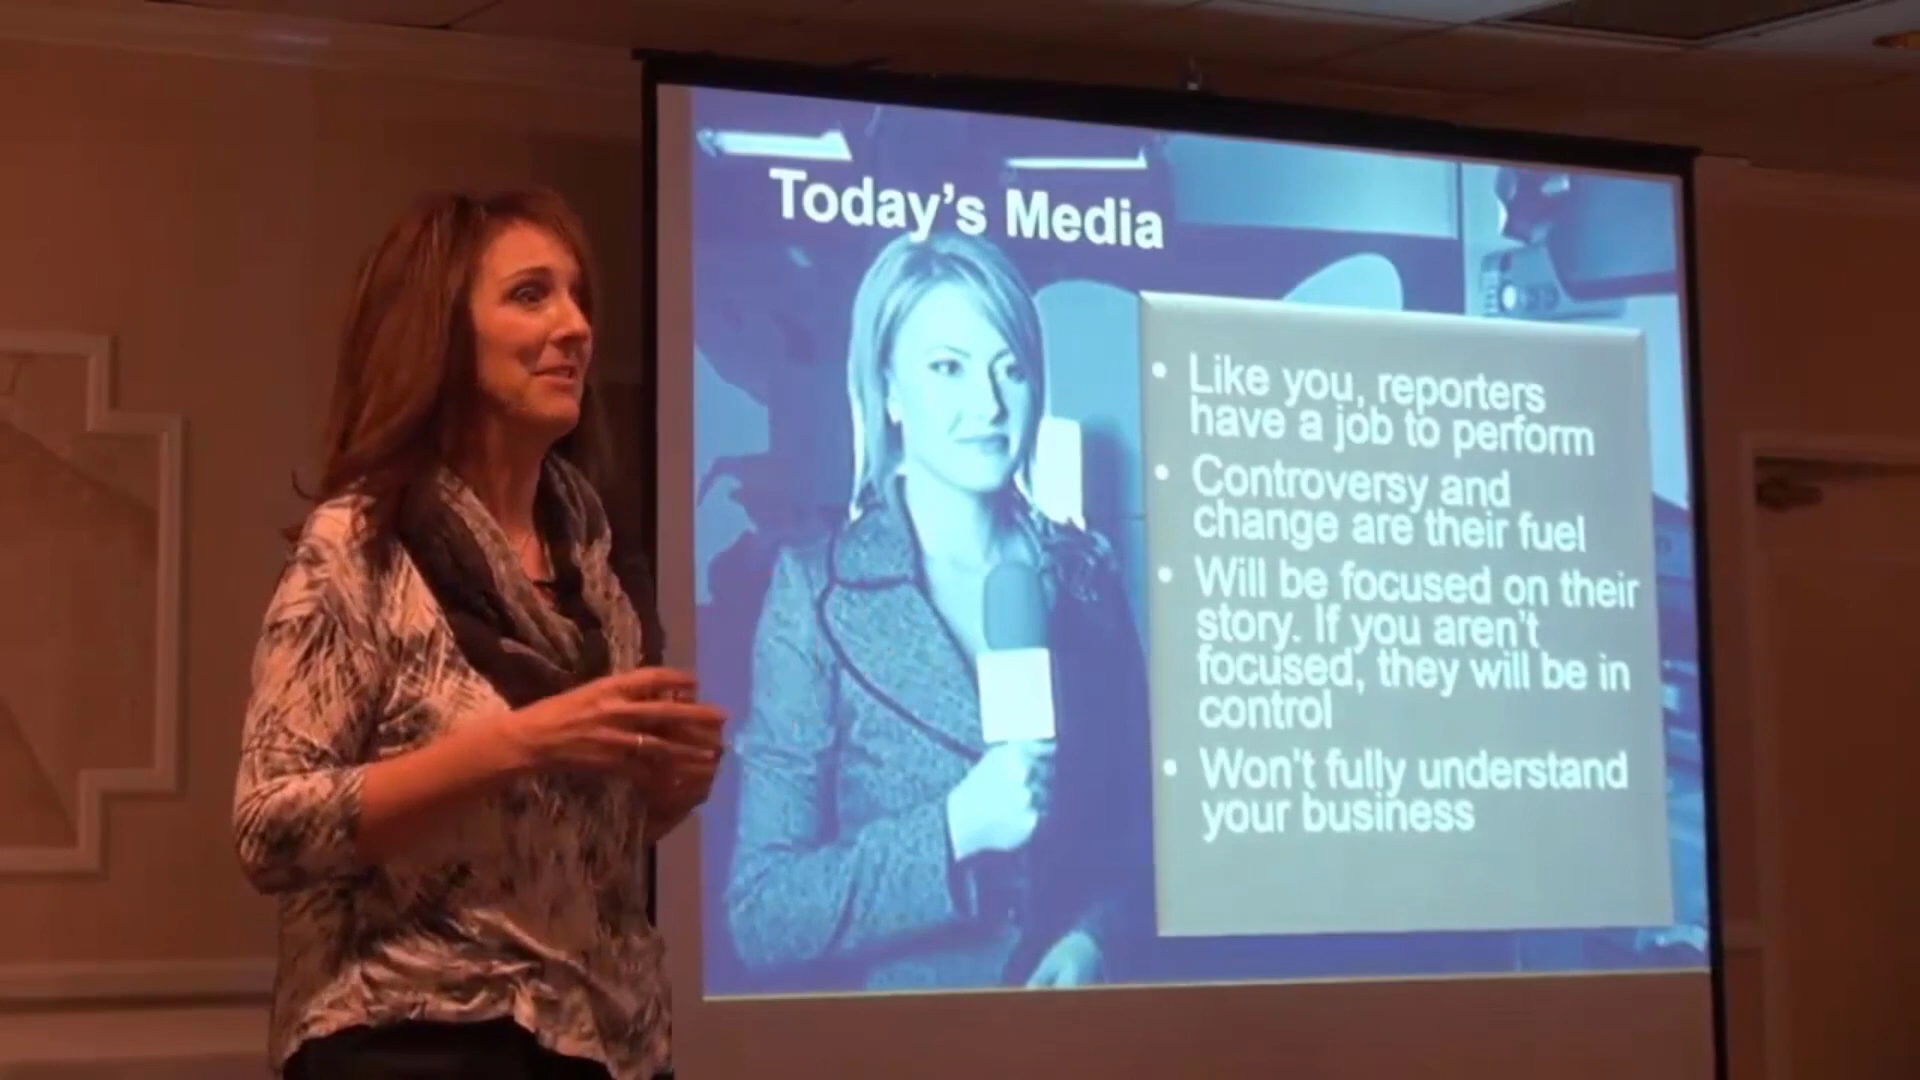 Today's Media
• Like you, reporters
have a job to perform
• Controversy and
change are their fuel
• Will be focused on their
story. If you aren't
focused, they will be in
control
• Won't fully understand
your business